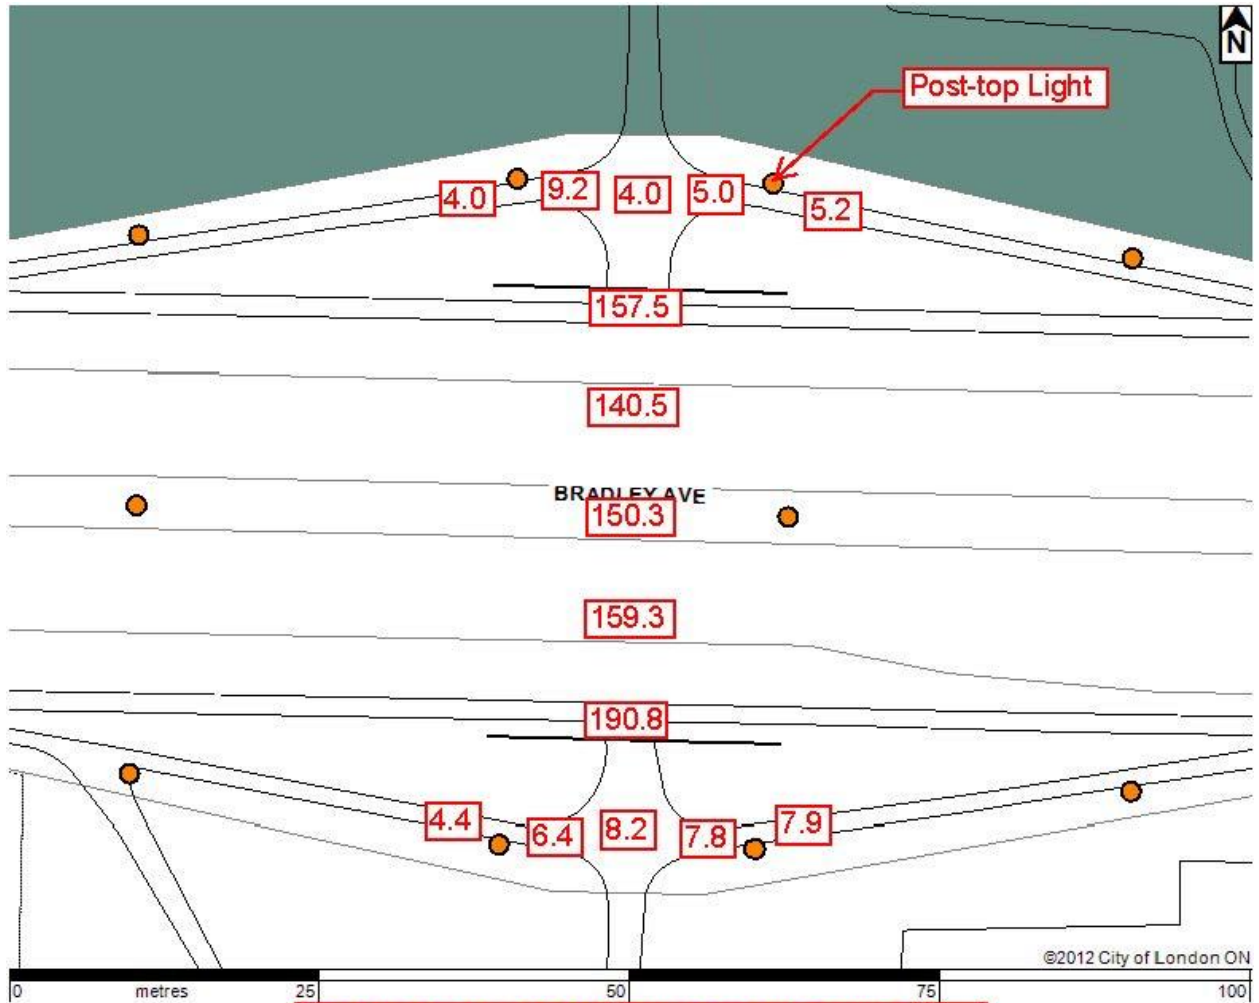 N
Post-top Light
4.0 9.2 4.0 5.0 5.2
157.5
140.5
BRADLEY AVE
150.3
159.3
190.8
4.4 6.4 8.2 7.8 7.9
©2012 City of London ON
0 metres 25 50 75 100